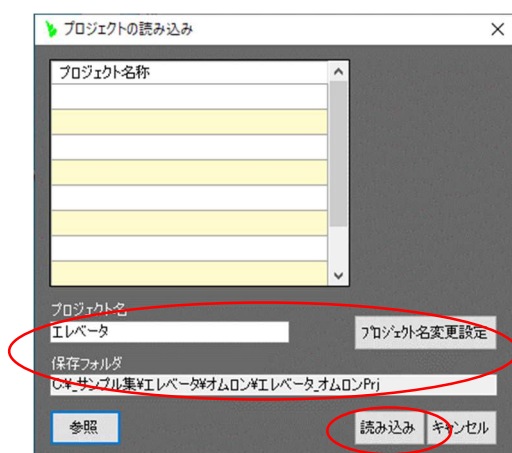 プロジェクトの読み込み
プロジェクト名称
プロジェクト名
エレベータ
プロジェクト名変更設定
保存フォルダ
C:¥_サンプル集¥エレベータ¥オムロン¥エレベータ_オムロンPrj
参照
読み込み
キャンセル